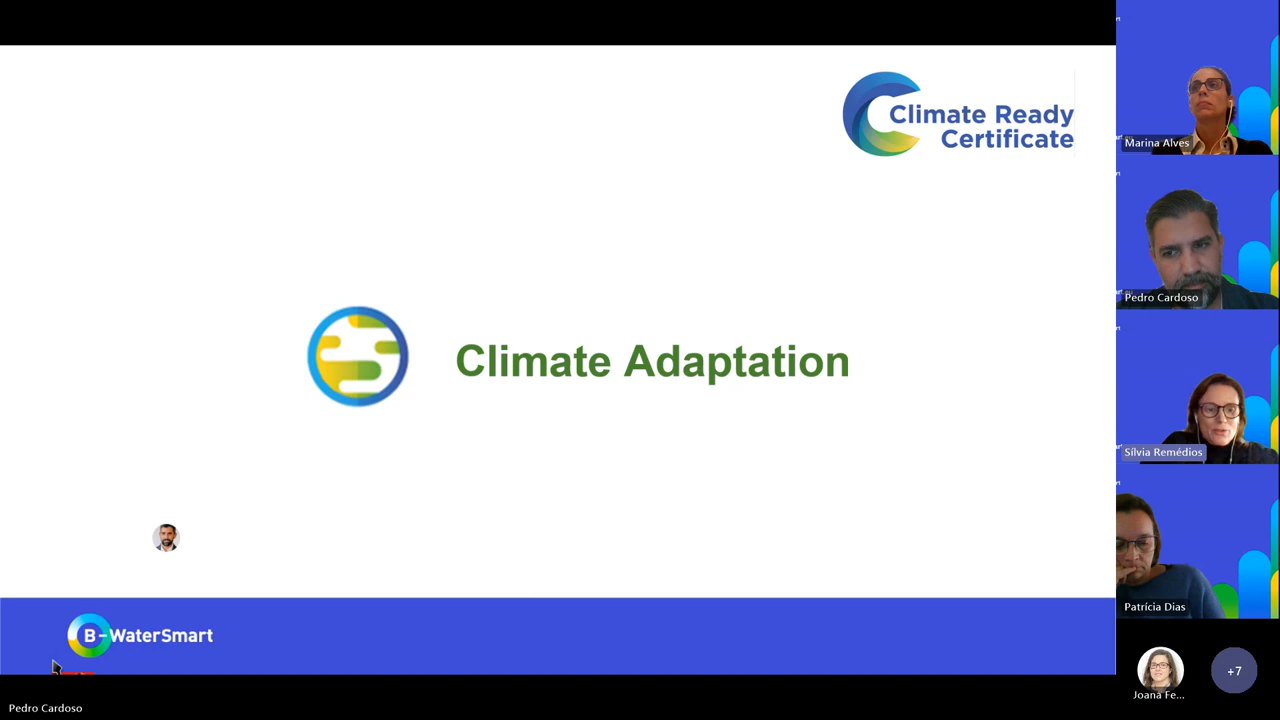 Climate Ready
Certificate
Climate Adaptation
B-WaterSmart
Pedro Cardoso
Marina Alves
Pedro Cardoso
Sílvia Remédios
Patrícia Dias
Joana Fe...
+7